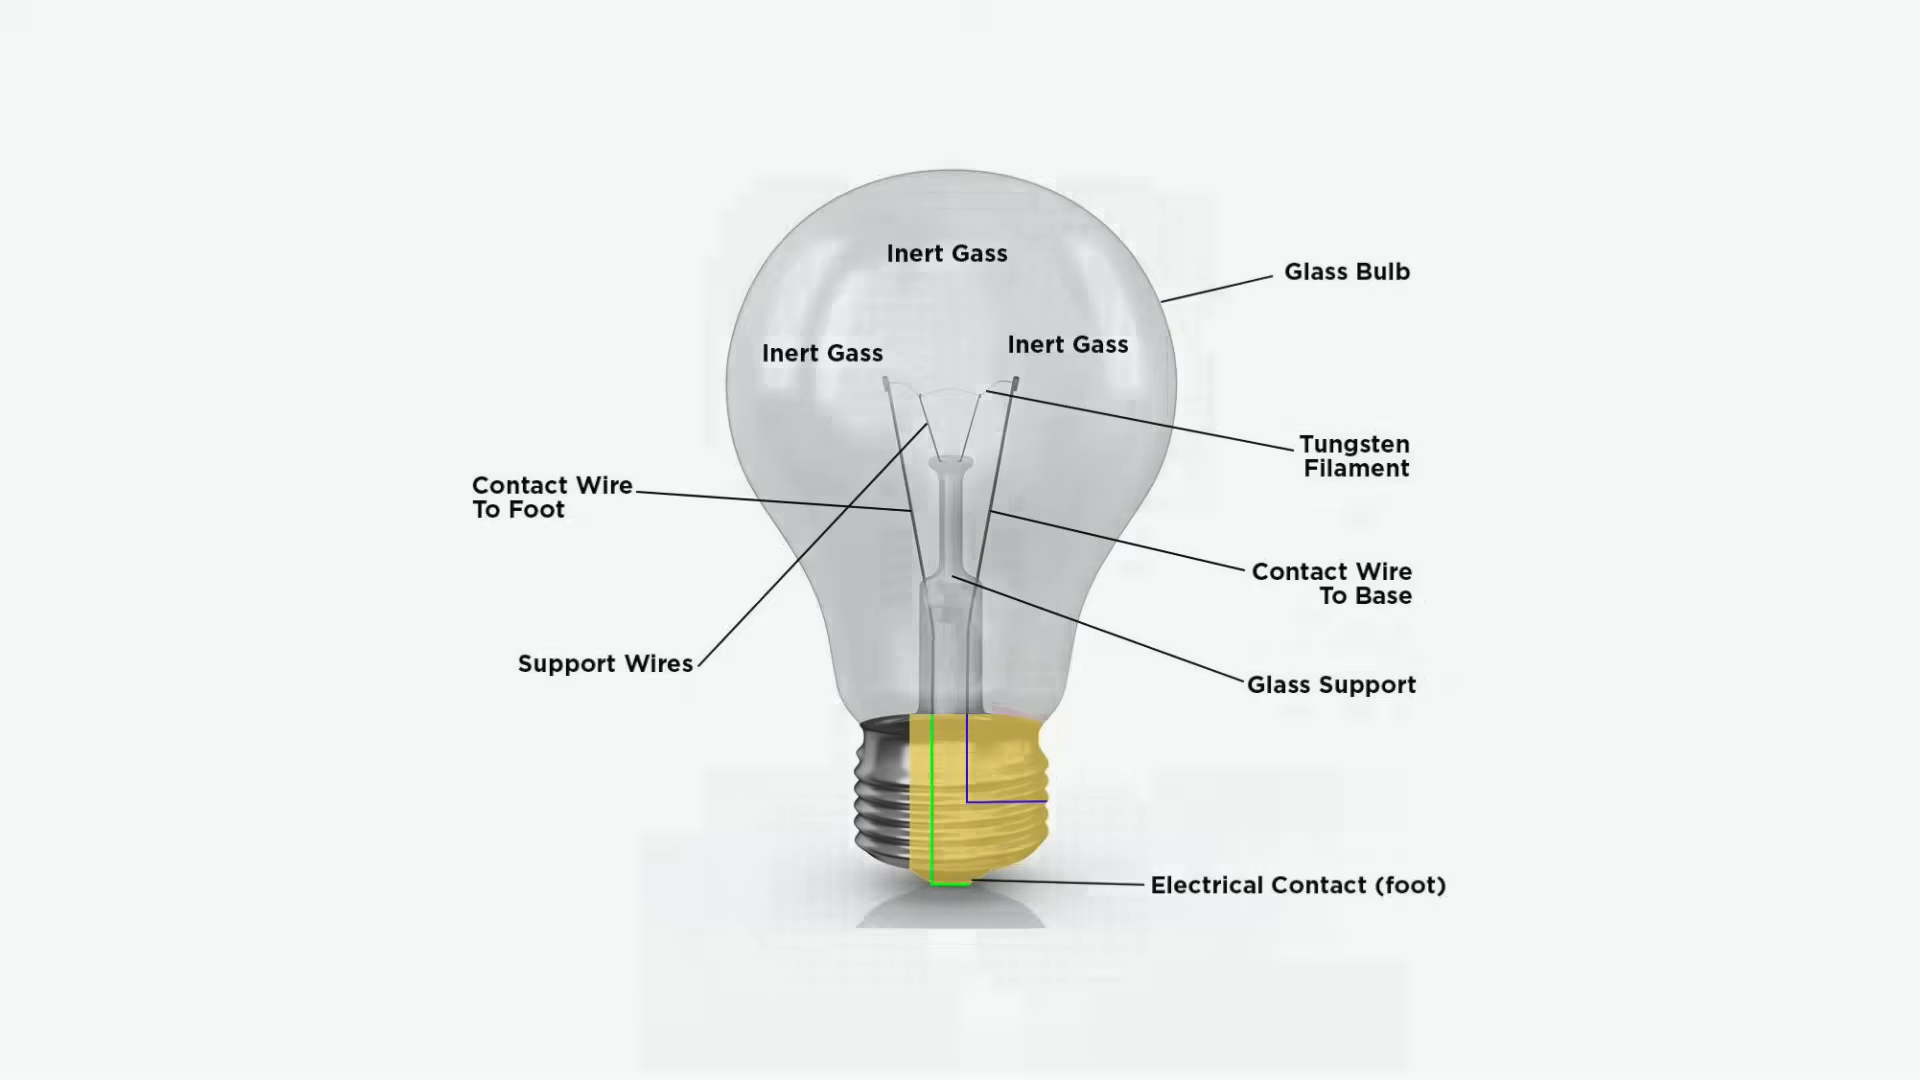 Inert Gass
Glass Bulb
Inert Gass
Inert Gass
Tungsten
Filament
Contact Wire
To Foot
Contact Wire
To Base
Support Wires
Glass Support
Electrical Contact (foot)